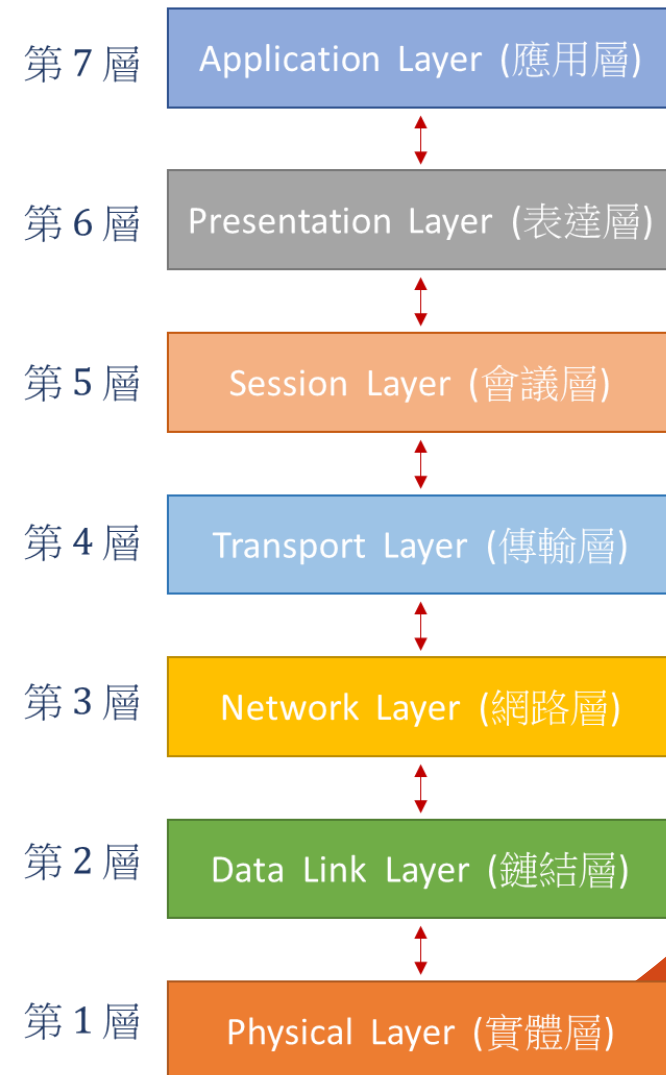 第 7 層 Application Layer (應用層)
第 6 層 Presentation Layer (表達層)
第 5 層 Session Layer (會議層)
第 4 層 Transport Layer (傳輸層)
第 3 層 Network Layer (網路層)
第 2 層 Data Link Layer (鏈結層)
第 1 層 Physical Layer (實體層)